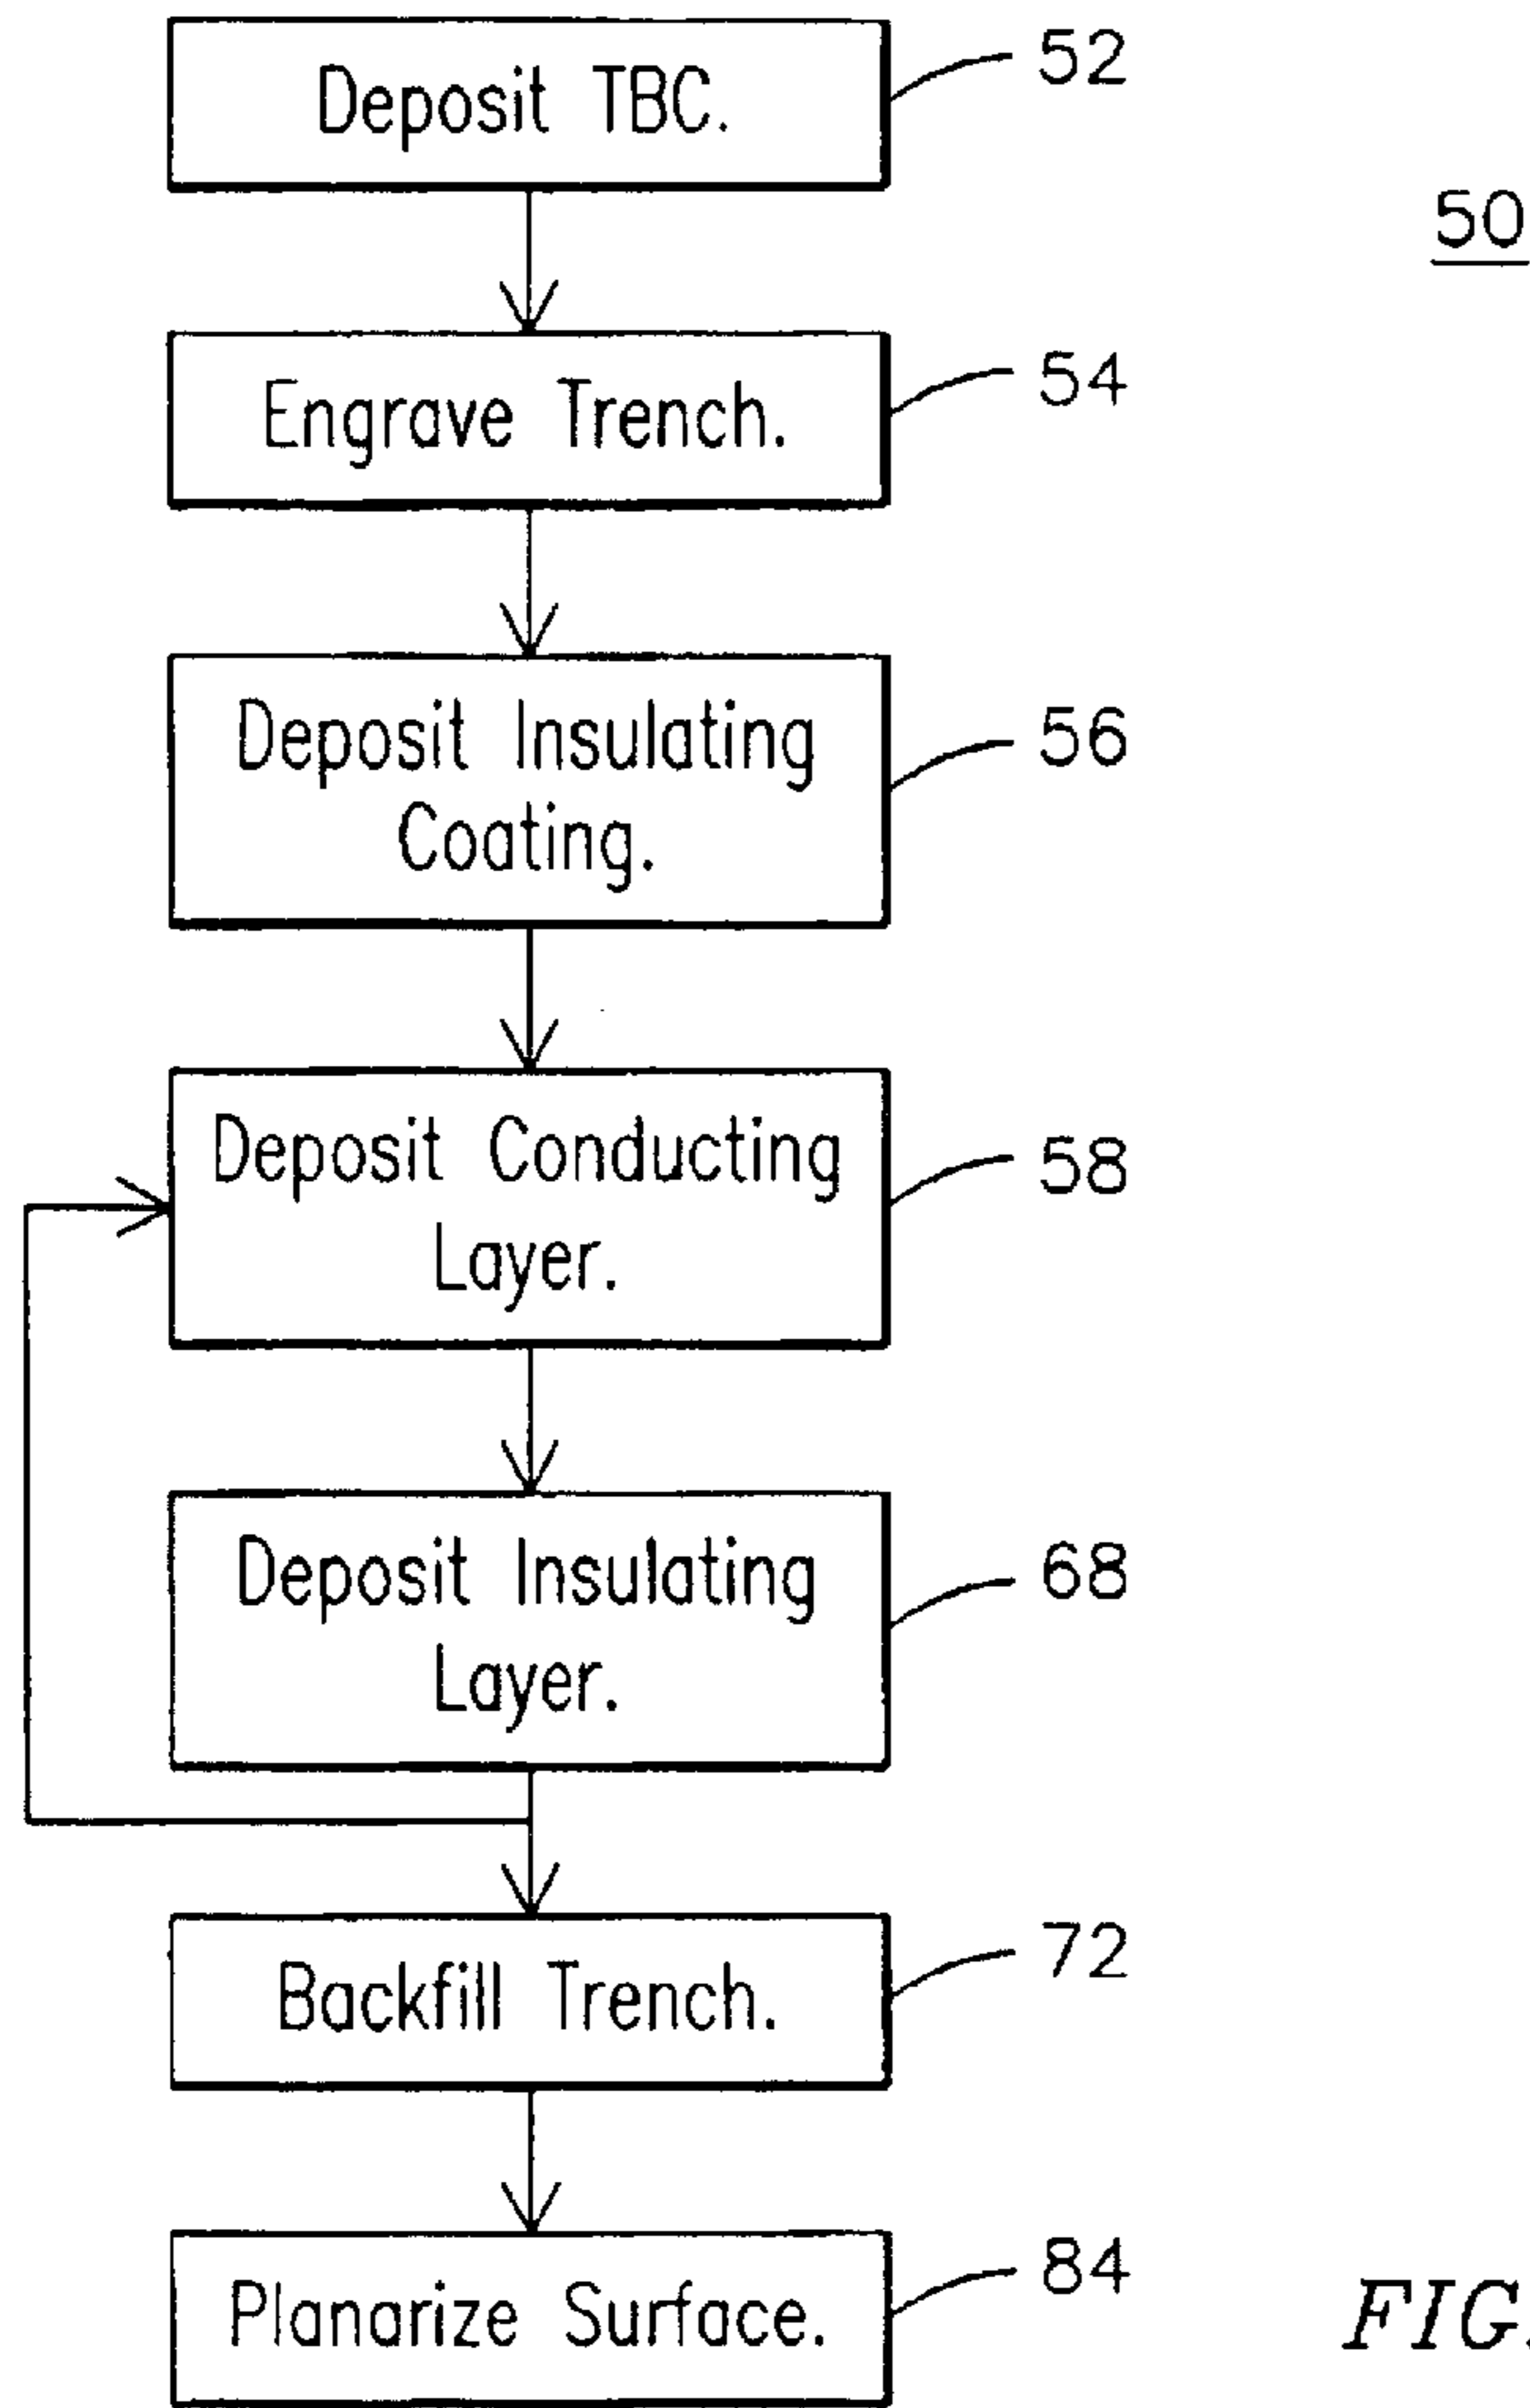 Deposit TBC.
52
50
Engrave Trench.
54
Deposit Insulating
Coating.
56
Deposit Conducting
Layer.
58
Deposit Insulating
Layer.
68
Backfill Trench.
72
Planarize Surface.
84
FIG.